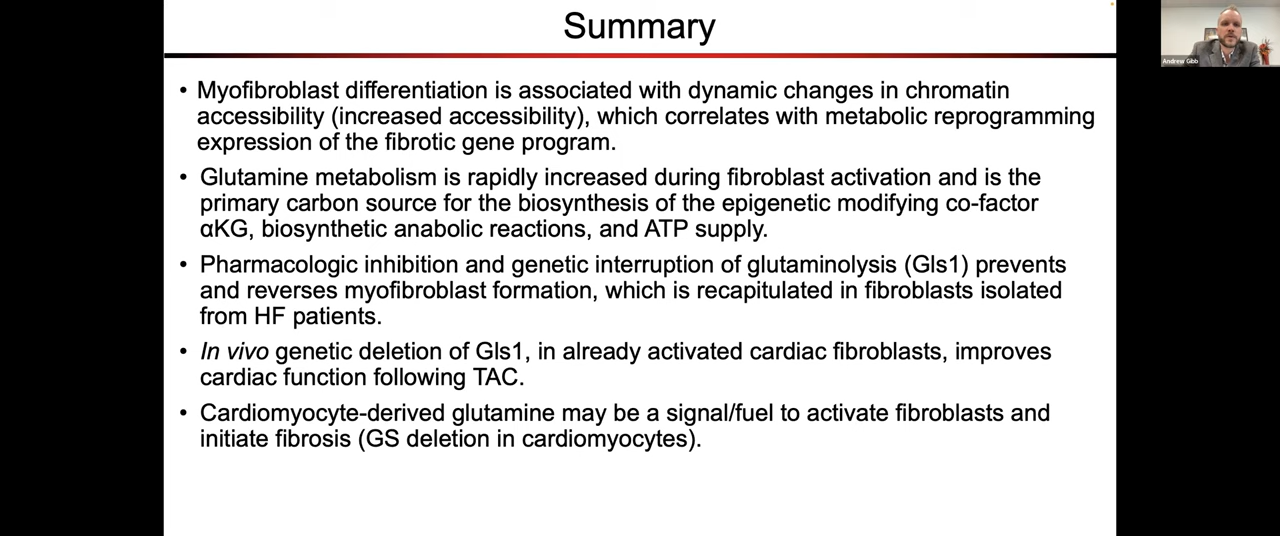 Summary
• Myofibroblast differentiation is associated with dynamic changes in chromatin
accessibility (increased accessibility), which correlates with metabolic reprogramming
expression of the fibrotic gene program.
• Glutamine metabolism is rapidly increased during fibroblast activation and is the
primary carbon source for the biosynthesis of the epigenetic modifying co-factor
αKG, biosynthetic anabolic reactions, and ATP supply.
• Pharmacologic inhibition and genetic interruption of glutaminolysis (Gls1) prevents
and reverses myofibroblast formation, which is recapitulated in fibroblasts isolated
from HF patients.
• In vivo genetic deletion of Gls1, in already activated cardiac fibroblasts, improves
cardiac function following TAC.
• Cardiomyocyte-derived glutamine may be a signal/fuel to activate fibroblasts and
initiate fibrosis (GS deletion in cardiomyocytes).
Andrew Gibb